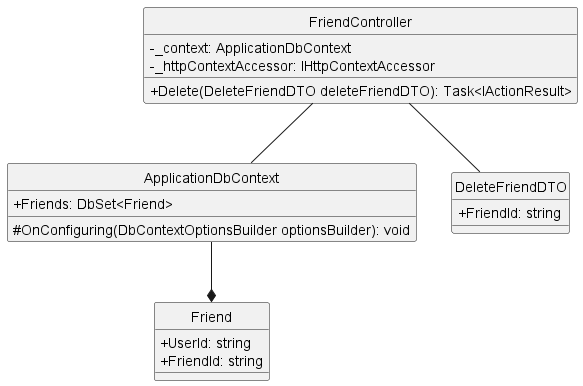 FriendController
-_context: ApplicationDbContext
-_httpContextAccessor: IHttpContextAccessor
+Delete(DeleteFriendDTO deleteFriendDTO): Task<IActionResult>
ApplicationDbContext
+Friends: DbSet<Friend>
#OnConfiguring(DbContextOptionsBuilder optionsBuilder): void
DeleteFriendDTO
+FriendId: string
Friend
+UserId: string
+FriendId: string